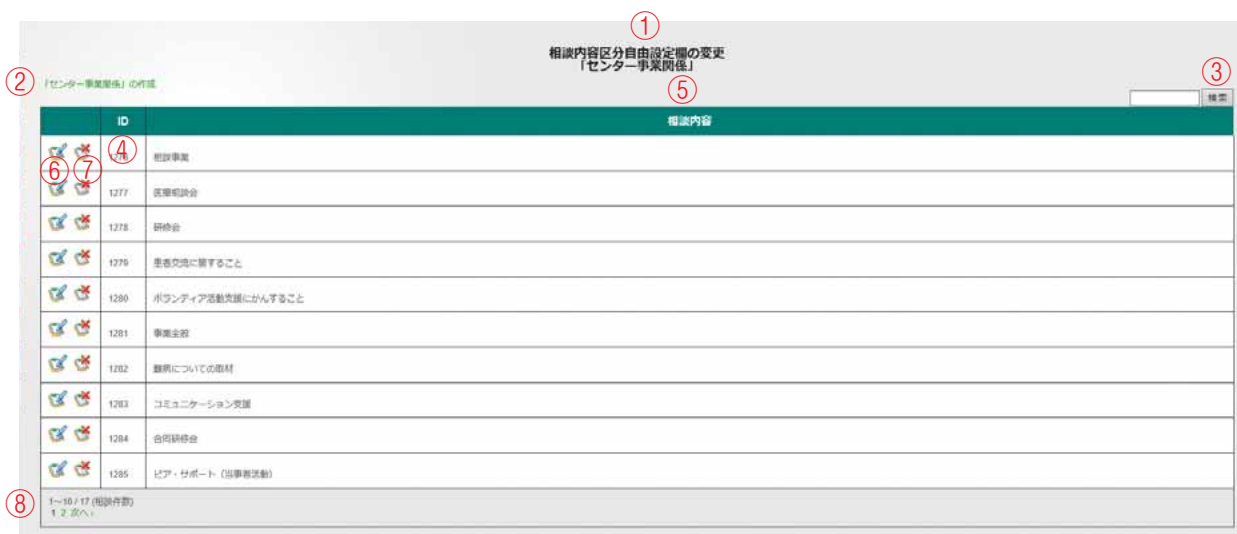 ①
相談内容区分自由設定欄の変更
「センター事業関係」
② 「センター事業関係」の作成
③
検索
⑤
ID 相談内容
④
相談事業
⑥ ⑦
1277 医療相談会
1278 研修会
1279 患者交流に関すること
1280 ボランティア活動支援にかんすること
1281 事業全般
1282 難病についての取材
1283 コミュニケーション支援
1284 合同研修会
1285 ピア・サポート（当事者活動）
⑧ 1～10 / 17 (相談件数)
1 2 次へ ›